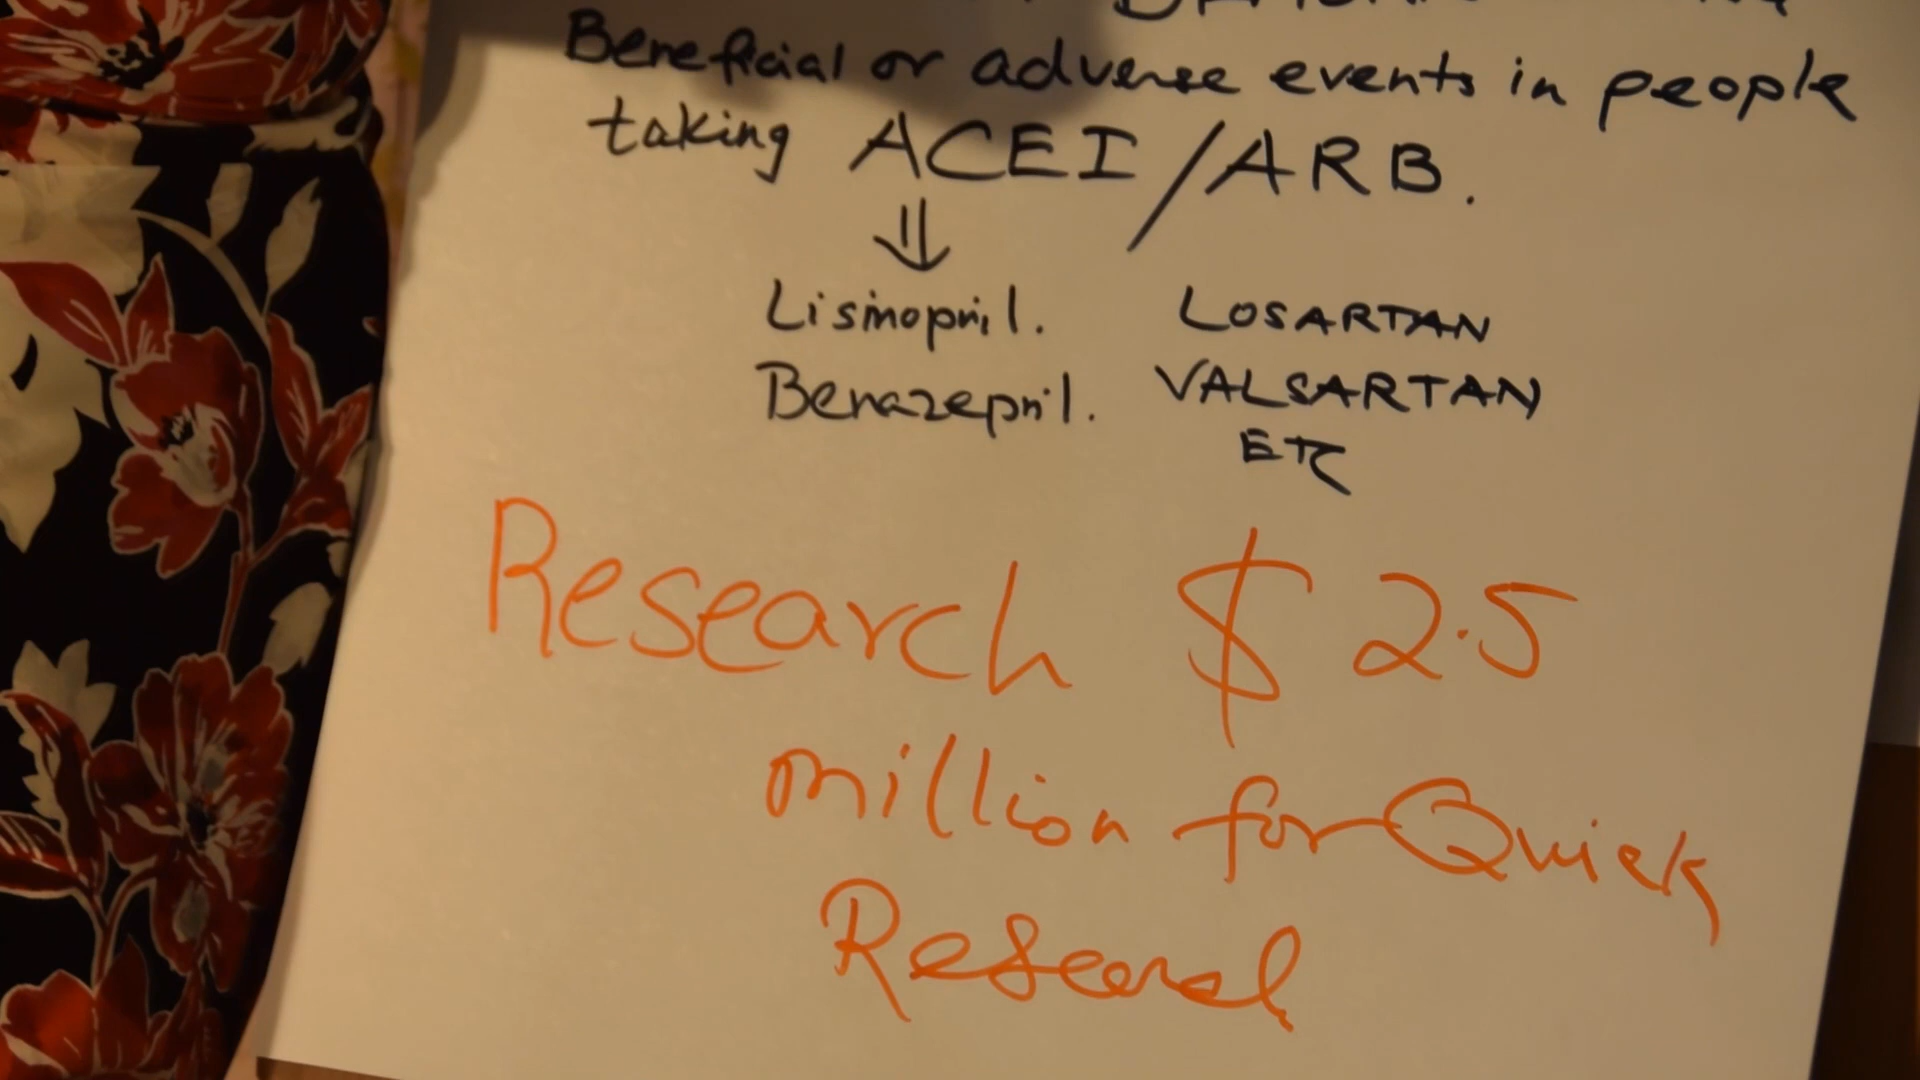 Beneficial or adverse events in people
taking ACEI/ARB.
Lisinopril. LOSARTAN
Benazepril. VALSARTAN
ETC
Research $ 2.5
million for Quick
Research